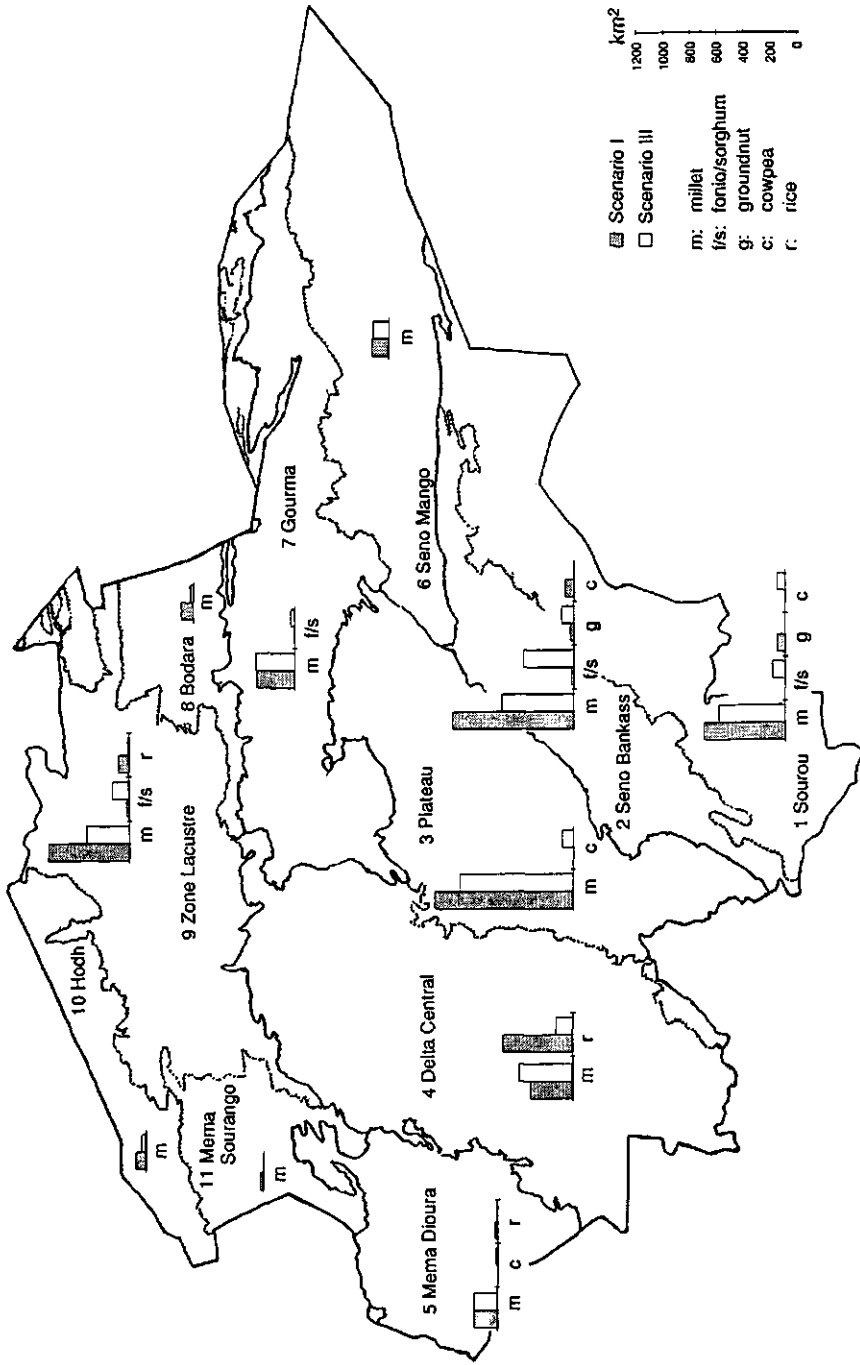 10 Hodh
m
11 Mema
Sourango
m
9 Zone Lacustre
m f/s r
8 Bodara
m
7 Gourma
m f/s
6 Seno Mango
m
5 Mema Dioura
m c r
4 Delta Central
m r
3 Plateau
m c
2 Seno Bankass
m f/s g c
1 Sourou
m f/s g c
Scenario I
Scenario III
m: millet
f/s: fonio/sorghum
g: groundnut
c: cowpea
r: rice
km²
1200
1000
800
600
400
200
0